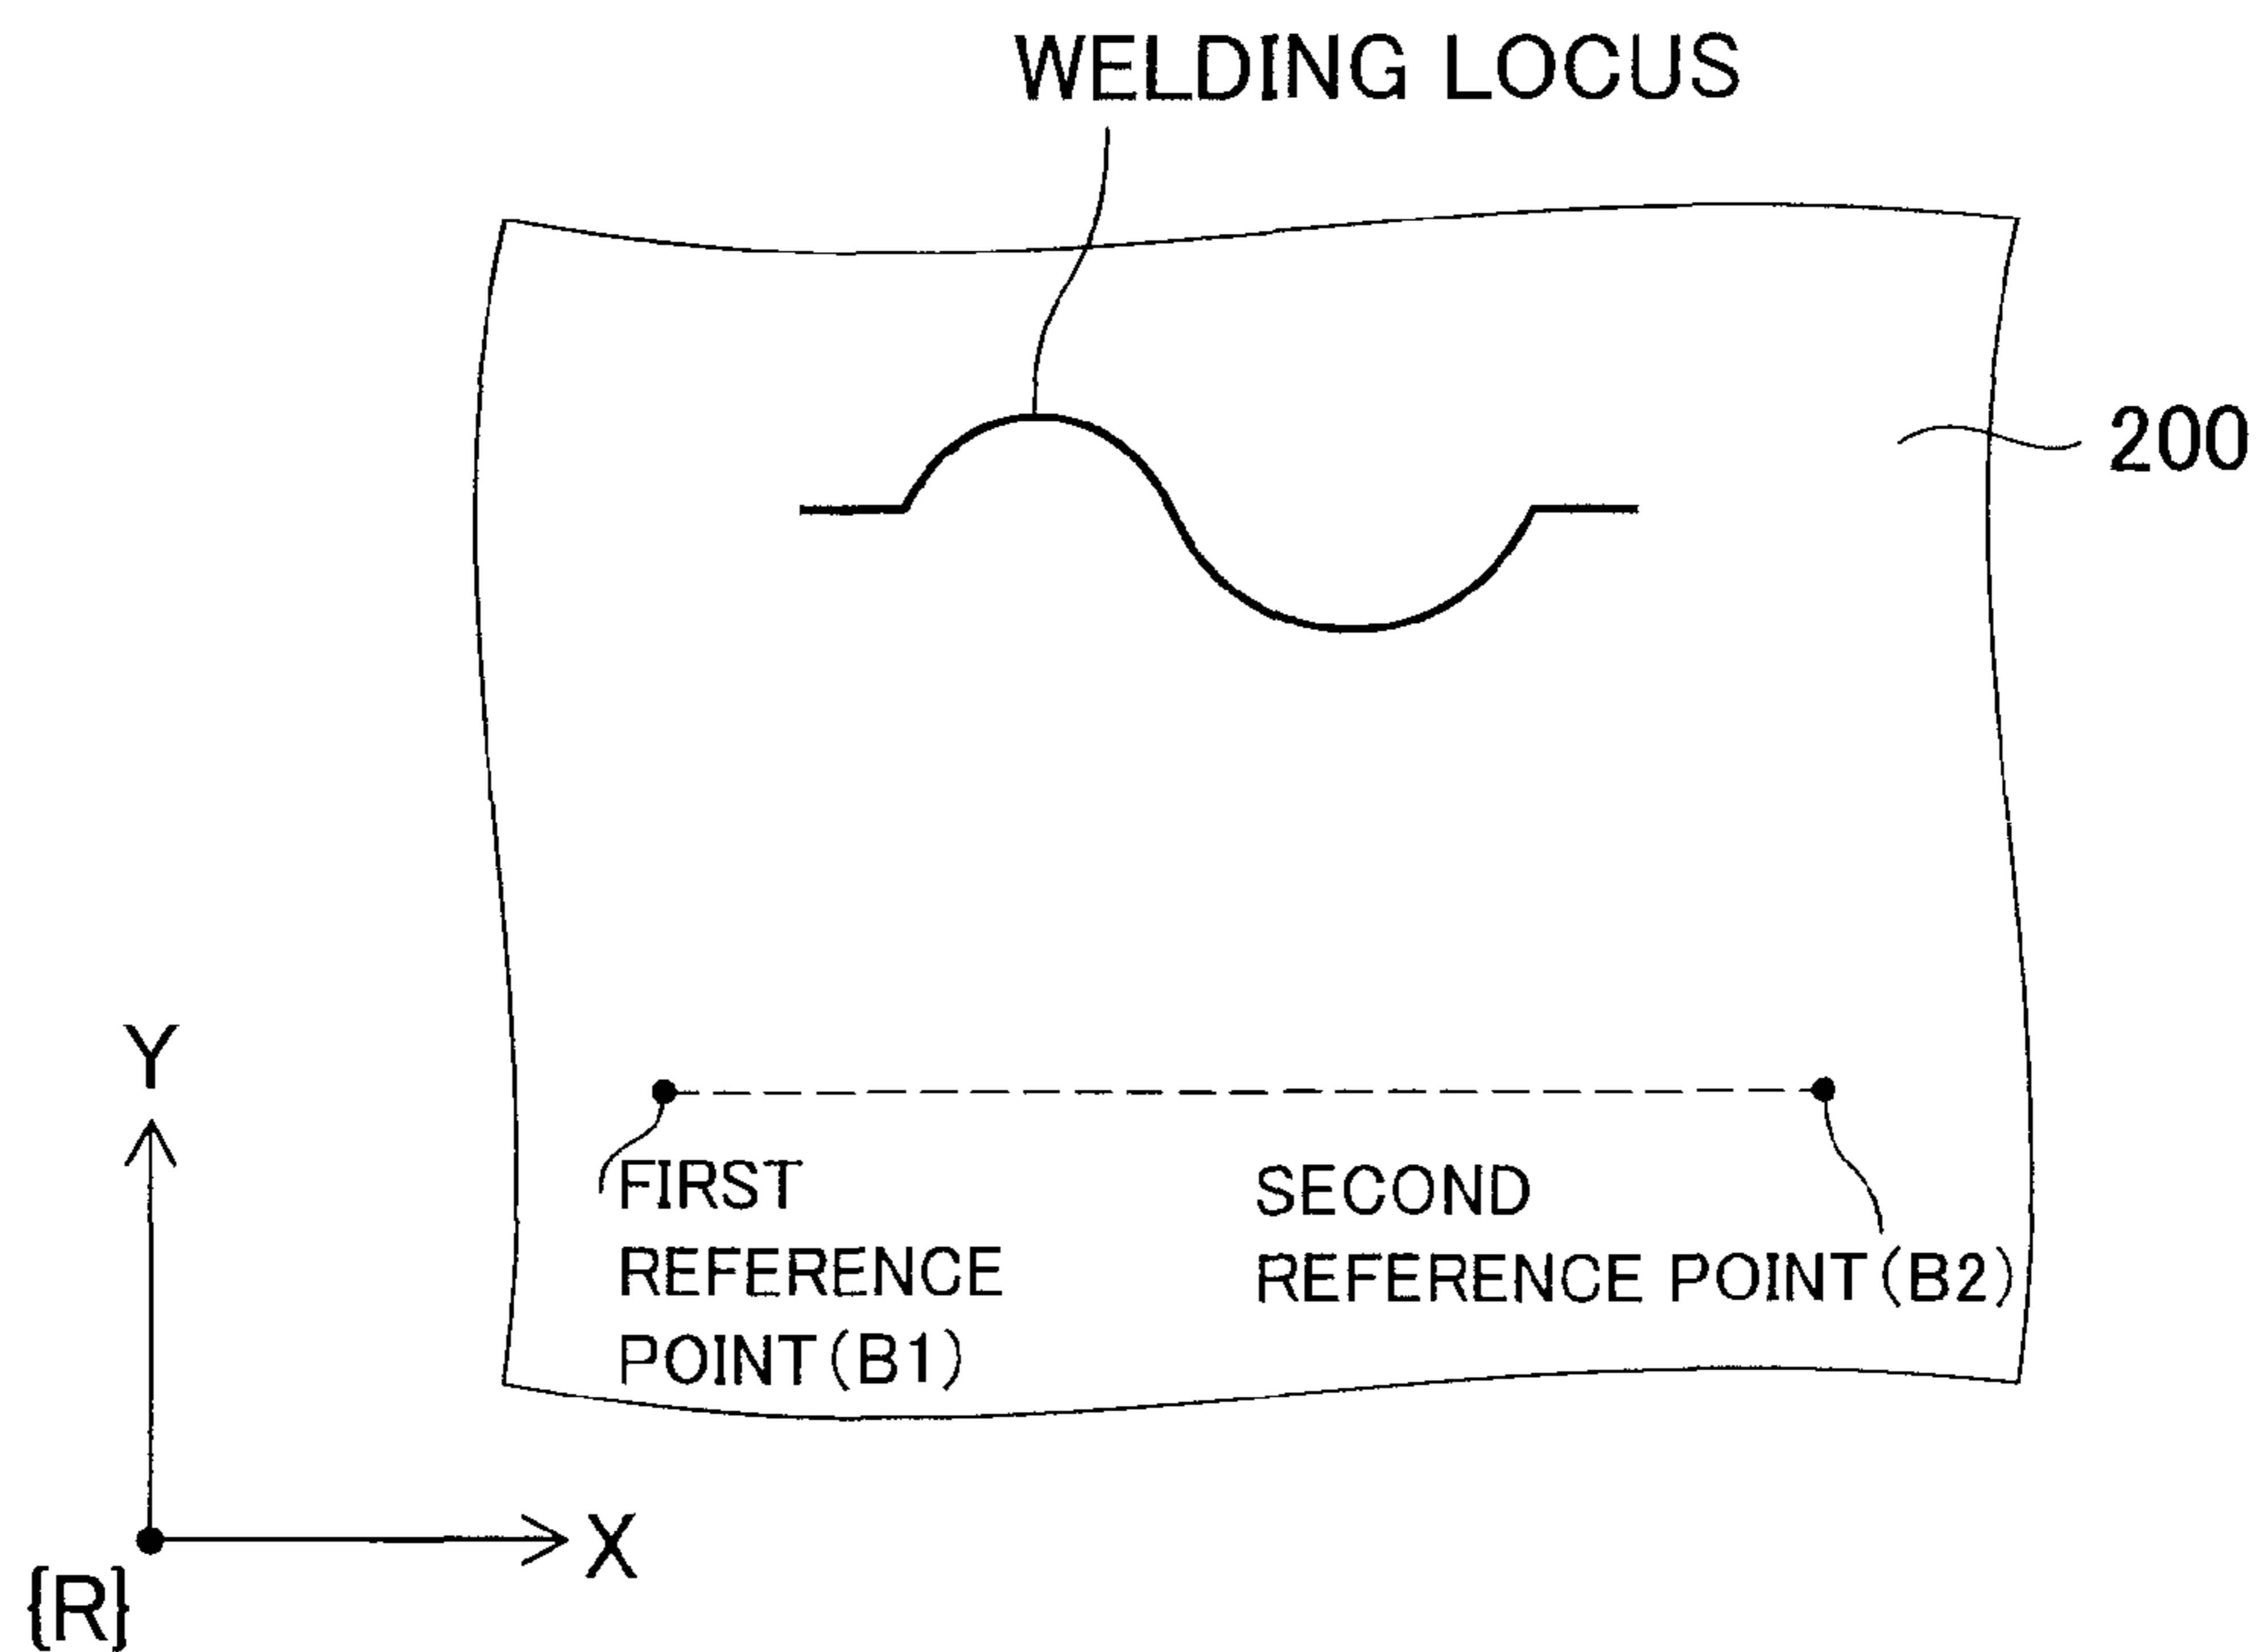 WELDING LOCUS
200
Y
FIRST
REFERENCE
POINT(B1)
SECOND
REFERENCE POINT(B2)
X
{R}